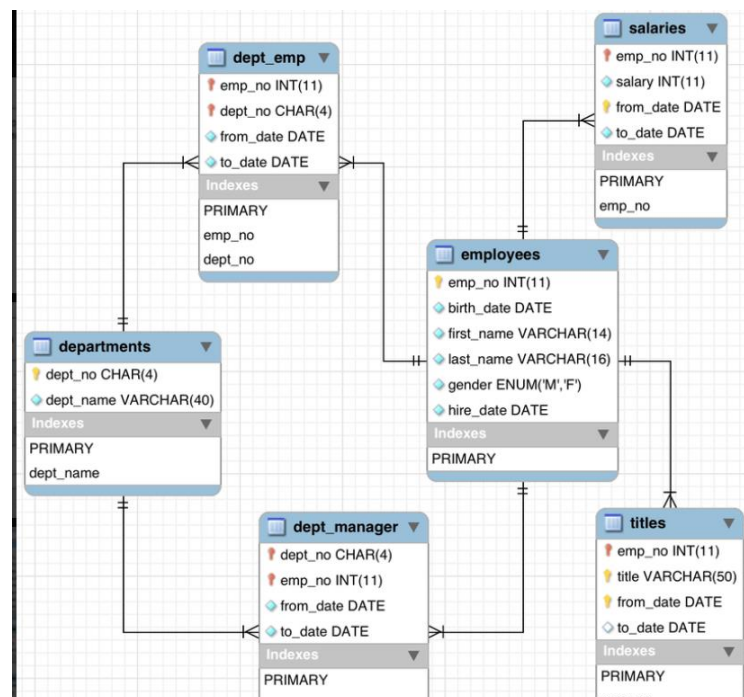 dept_emp
emp_no INT(11)
dept_no CHAR(4)
from_date DATE
to_date DATE
Indexes
PRIMARY
emp_no
dept_no
salaries
emp_no INT(11)
salary INT(11)
from_date DATE
to_date DATE
Indexes
PRIMARY
emp_no
employees
emp_no INT(11)
birth_date DATE
first_name VARCHAR(14)
last_name VARCHAR(16)
gender ENUM('M','F')
hire_date DATE
Indexes
PRIMARY
departments
dept_no CHAR(4)
dept_name VARCHAR(40)
Indexes
PRIMARY
dept_name
dept_manager
dept_no CHAR(4)
emp_no INT(11)
from_date DATE
to_date DATE
Indexes
PRIMARY
titles
emp_no INT(11)
title VARCHAR(50)
from_date DATE
to_date DATE
Indexes
PRIMARY